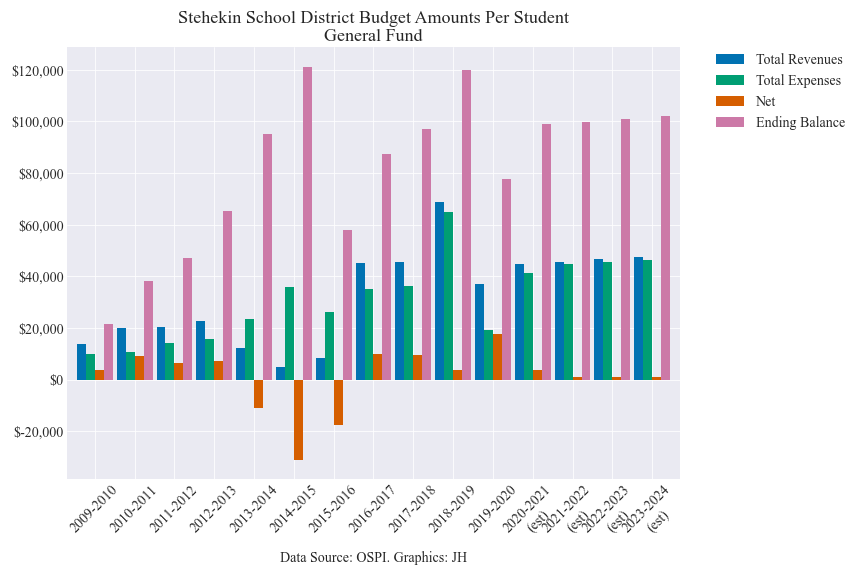 Stehekin School District Budget Amounts Per Student
General Fund
Total Revenues
Total Expenses
Net
Ending Balance
$120,000
$100,000
$80,000
$60,000
$40,000
$20,000
$0
$-20,000
2009-2010
2010-2011
2011-2012
2012-2013
2013-2014
2014-2015
2015-2016
2016-2017
2017-2018
2018-2019
2019-2020
2020-2021
(est)
2021-2022
(est)
2022-2023
(est)
2023-2024
(est)
Data Source: OSPI. Graphics: JH